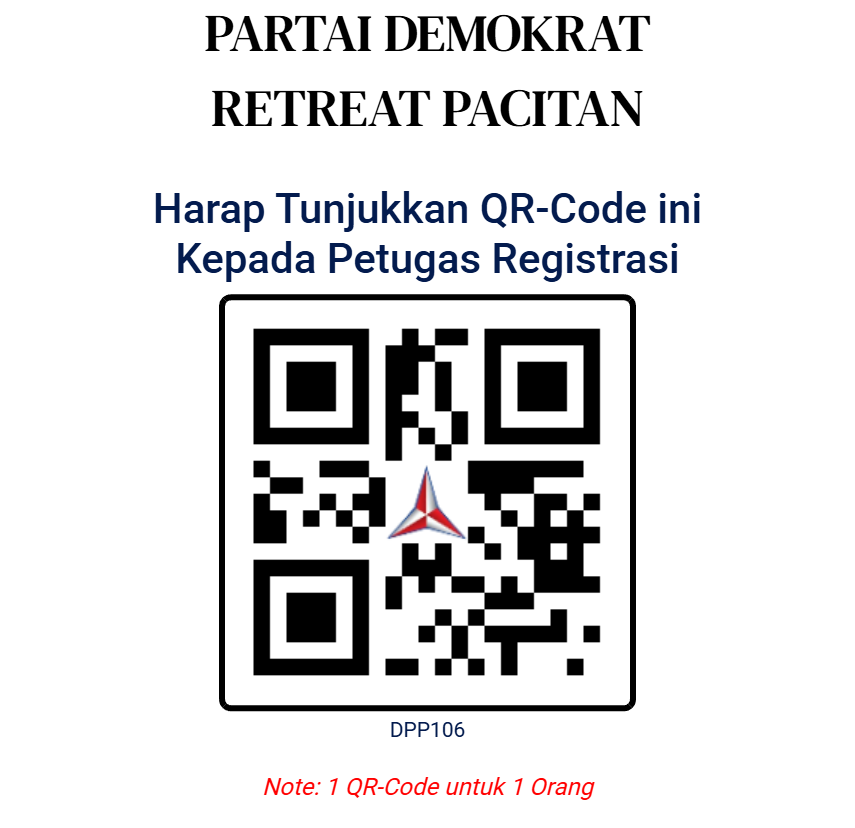 PARTAI DEMOKRAT
RETREAT PACITAN
Harap Tunjukkan QR-Code ini
Kepada Petugas Registrasi
DPP106
Note: 1 QR-Code untuk 1 Orang